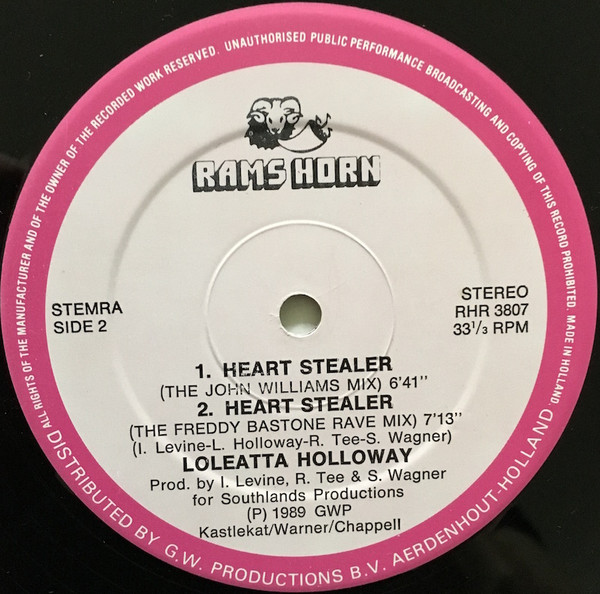 ALL RIGHTS OF THE MANUFACTURER AND OF THE OWNER OF THE RECORDED WORK RESERVED. UNAUTHORISED PUBLIC PERFORMANCE BROADCASTING AND COPYING OF THIS RECORD PROHIBITED. MADE IN HOLLAND
RAMS HORN
STEMRA
SIDE 2
STEREO
RHR 3807
33 1/3 RPM
1. HEART STEALER
(THE JOHN WILLIAMS MIX) 6'41''
2. HEART STEALER
(THE FREDDY BASTONE RAVE MIX) 7'13''
(I. Levine-L. Holloway-R. Tee-S. Wagner)
LOLEATTA HOLLOWAY
Prod. by I. Levine, R. Tee & S. Wagner
for Southlands Productions
(P) 1989 GWP
Kastlekat/Warner/Chappell
DISTRIBUTED BY G.W. PRODUCTIONS B.V. AERDENHOUT-HOLLAND